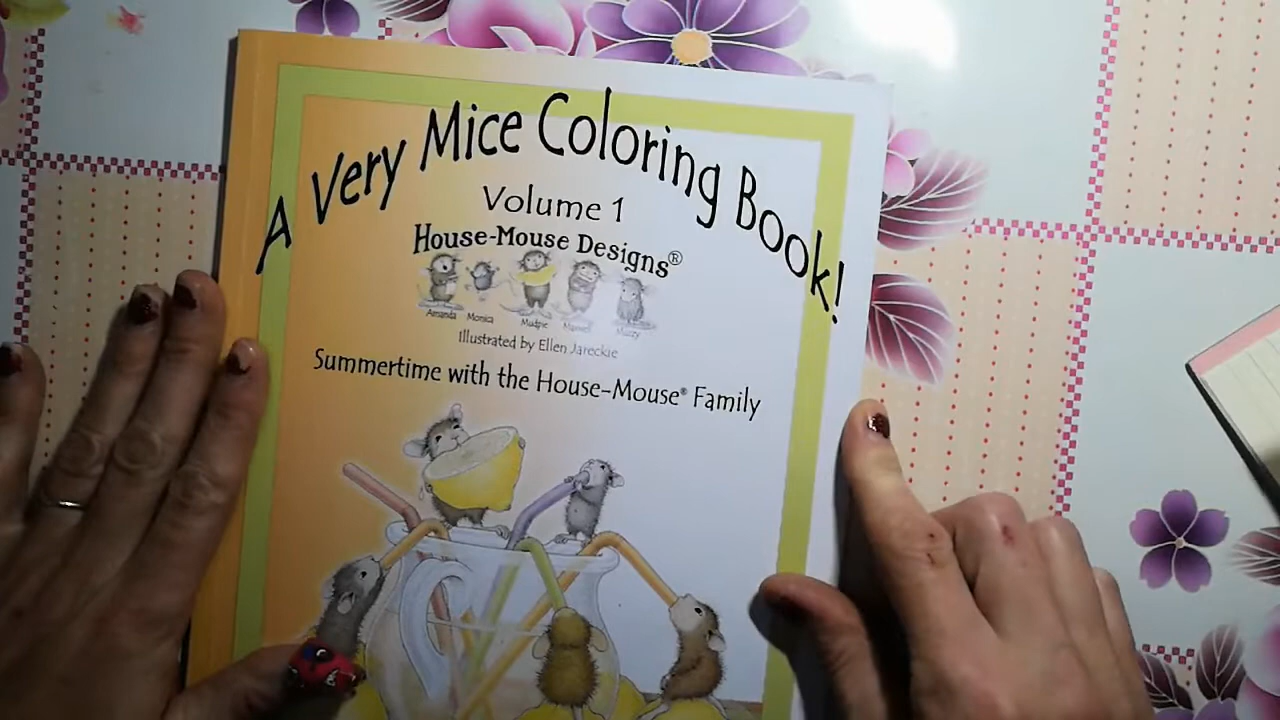 A Very Mice Coloring Book!
Volume 1
House-Mouse Designs®
Amanda Monica Mudpie Maxwell Muzzy
Illustrated by Ellen Jareckie
Summertime with the House-Mouse® Family